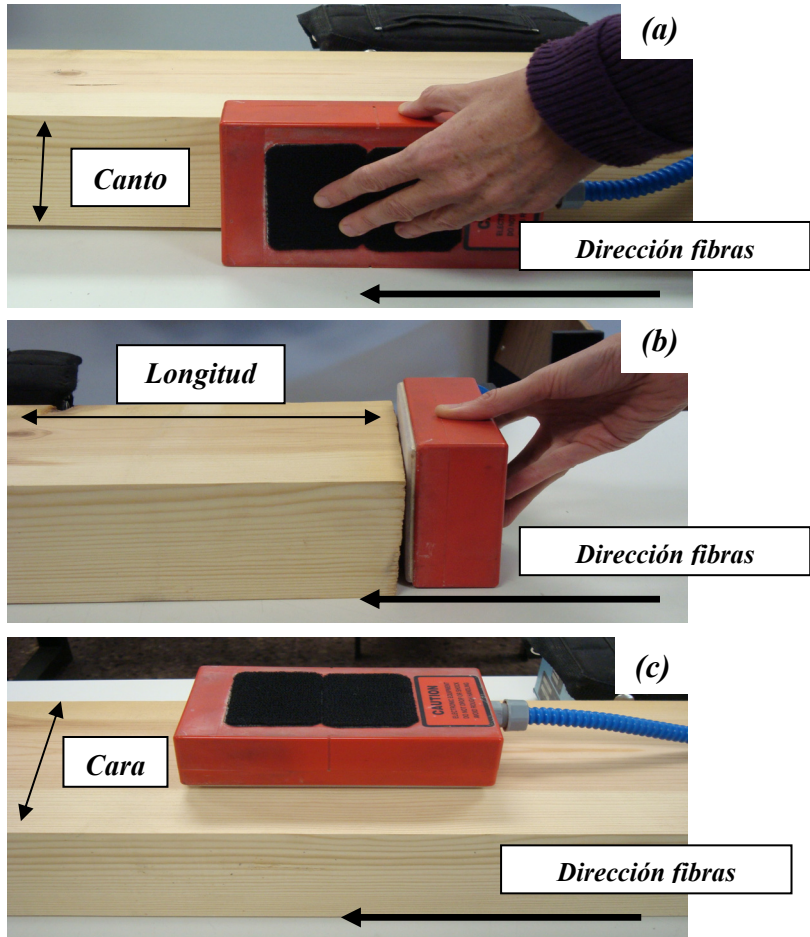 (a)
Canto
Dirección fibras
(b)
Longitud
Dirección fibras
(c)
CAUTION
Cara
Dirección fibras